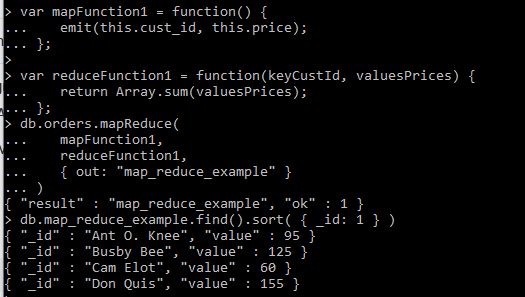 > var mapFunction1 = function() {
...     emit(this.cust_id, this.price);
... };
>
> var reduceFunction1 = function(keyCustId, valuesPrices) {
...     return Array.sum(valuesPrices);
... };
> db.orders.mapReduce(
...     mapFunction1,
...     reduceFunction1,
...     { out: "map_reduce_example" }
... )
{ "result" : "map_reduce_example", "ok" : 1 }
> db.map_reduce_example.find().sort( { _id: 1 } )
{ "_id" : "Ant O. Knee", "value" : 95 }
{ "_id" : "Busby Bee", "value" : 125 }
{ "_id" : "Cam Elot", "value" : 60 }
{ "_id" : "Don Quis", "value" : 155 }